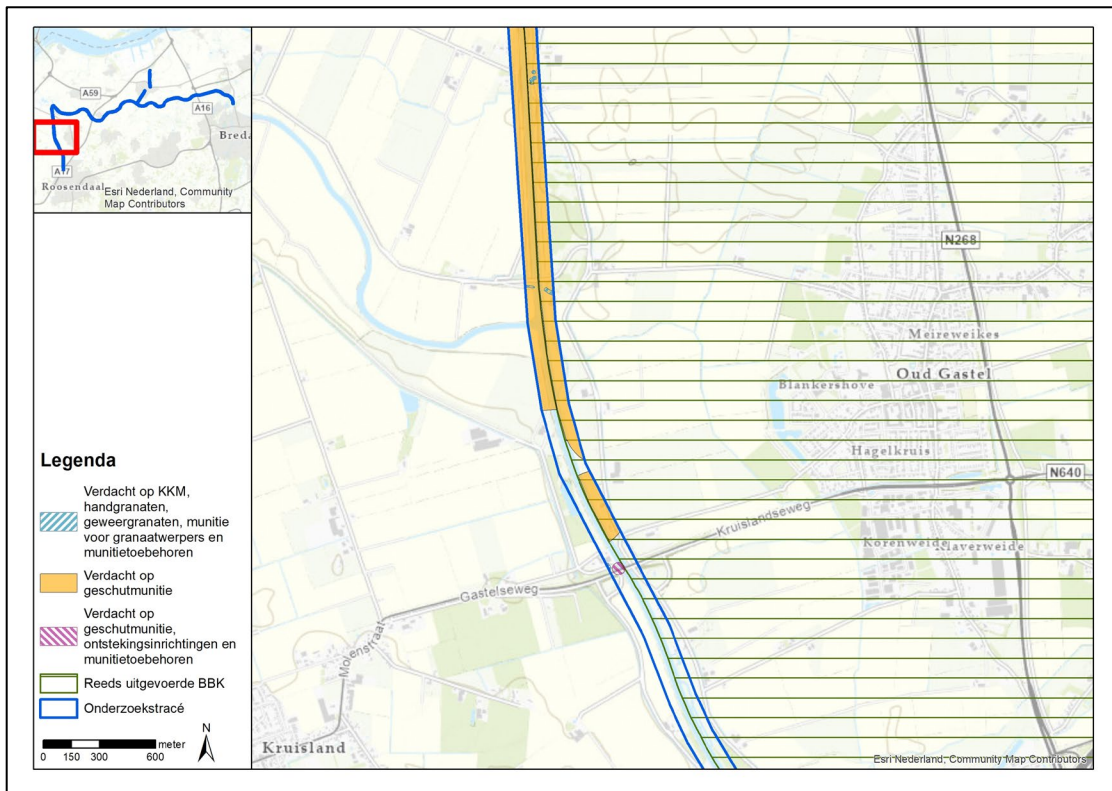 A59
A16
Breda
A17
Roosendaal
Esri Nederland, Community
Map Contributors
Legenda
Verdacht op KKM,
handgranaten,
geweergranaten, munitie
voor granaatwerpers en
munitietoebehoren
Verdacht op
geschutmunitie
Verdacht op
geschutmunitie,
ontstekingsinrichtingen en
munitietoebehoren
Reeds uitgevoerde BBK
Onderzoekstracé
0 150 300 600 meter
N
N268
Meireweikes
Oud Gastel
Blankershove
Hagelkruis
N640
Kruislandseweg
Korenweide
Klaverweide
Gastelseweg
Molenstraat
Kruisland
Esri Nederland, Community Map Contributors